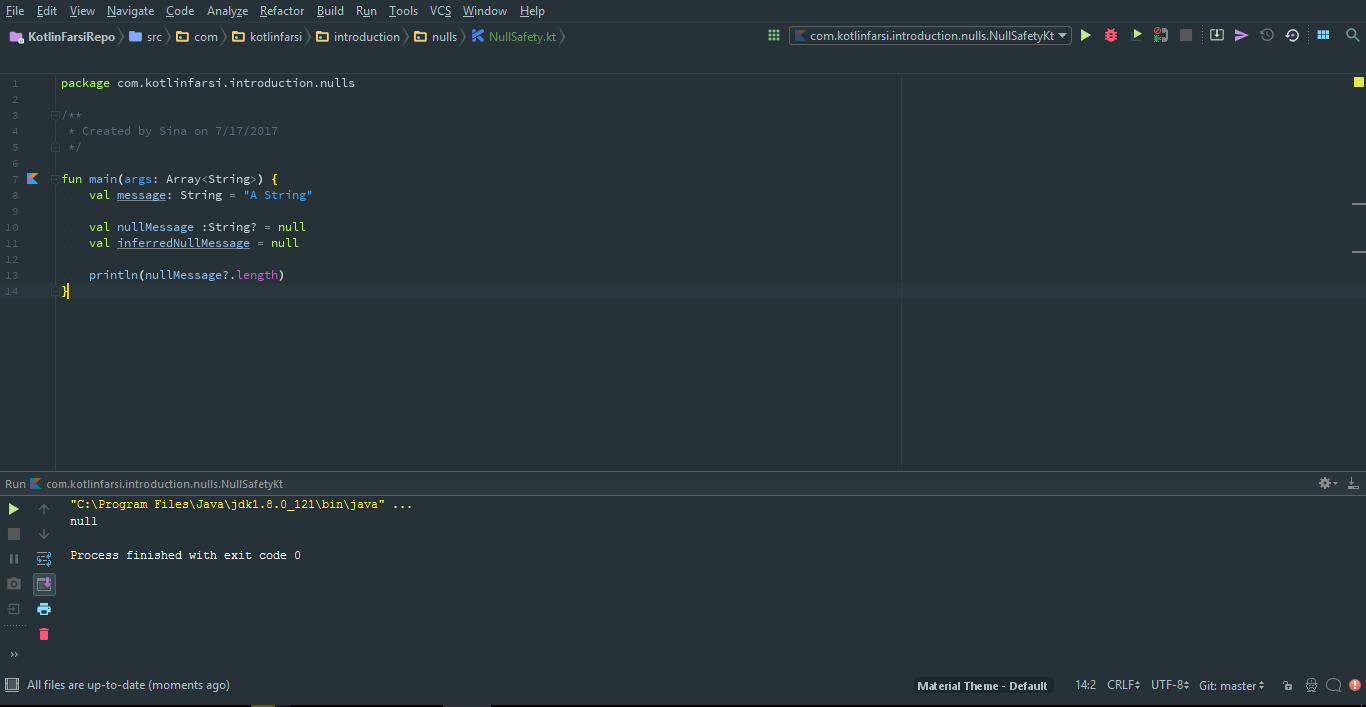 File Edit View Navigate Code Analyze Refactor Build Run Tools VCS Window Help
KotlinFarsiRepo src com kotlinfarsi introduction nulls NullSafety.kt com.kotlinfarsi.introduction.nulls.NullSafetyKt
1 package com.kotlinfarsi.introduction.nulls
2
3 /**
4 * Created by Sina on 7/17/2017
5 */
6
7 fun main(args: Array<String>) {
8 val message: String = "A String"
9
10 val nullMessage :String? = null
11 val inferredNullMessage = null
12
13 println(nullMessage?.length)
14 }
Run com.kotlinfarsi.introduction.nulls.NullSafetyKt
"C:\Program Files\Java\jdk1.8.0_121\bin\java" ...
null
Process finished with exit code 0
All files are up-to-date (moments ago) Material Theme - Default 14:2 CRLF UTF-8 Git: master